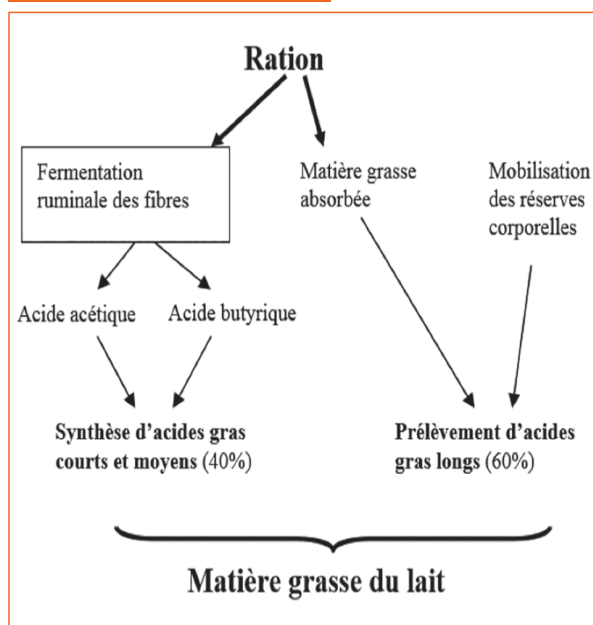 Ration
Fermentation
ruminale des fibres
Matière grasse
absorbée
Mobilisation
des réserves
corporelles
Acide acétique
Acide butyrique
Synthèse d'acides gras
courts et moyens (40%)
Prélèvement d'acides
gras longs (60%)
Matière grasse du lait